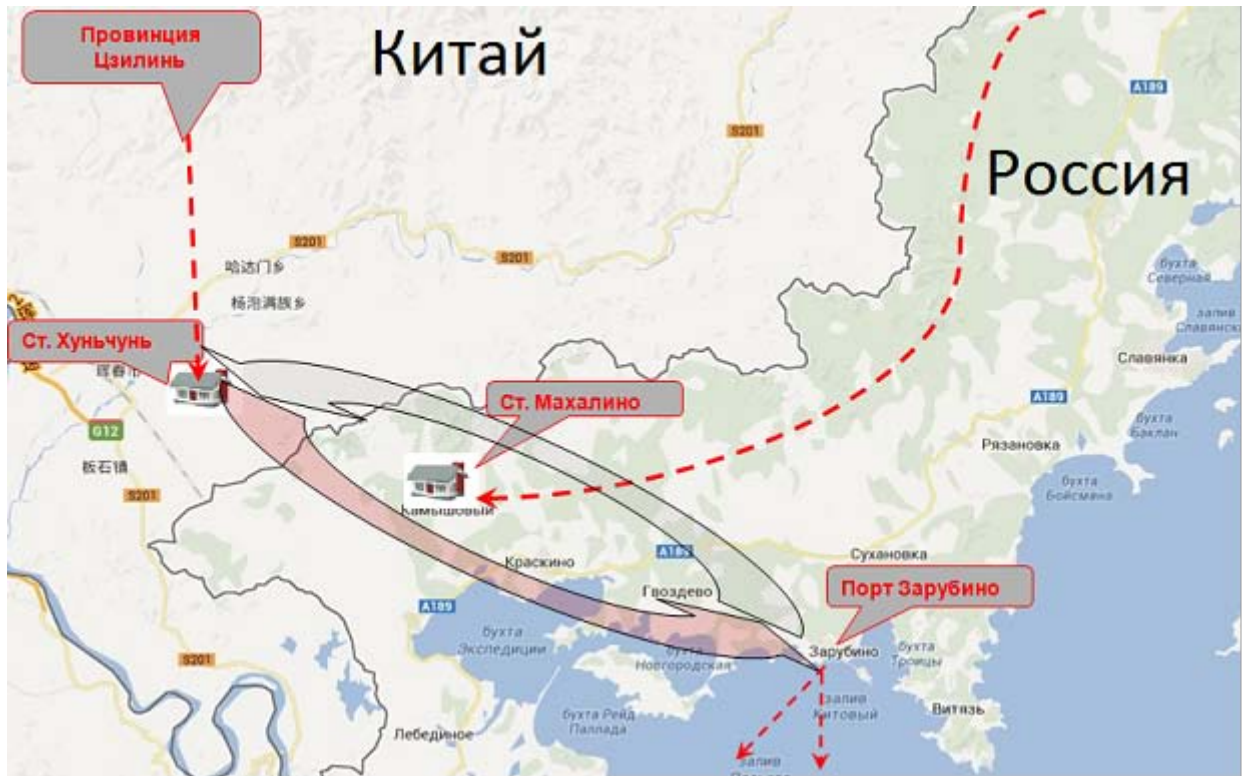 Провинция
Цзилинь
Китай
A189
S201
Россия
S201
S201
哈达门乡
杨泡满族乡
бухта
Северная
залив
Славянск
Ст. Хуньчунь
Славянка
Ст. Махалино
A189
бухта
Баклан
G12
Рязановка
板石镇
S201
бухта
Бойсмана
Камышовый
A189
Сухановка
Краскино
Гвоздево
Порт Зарубино
A189
бухта
Экспедиции
бухта
Новгородская
Зарубино
бухта
Троицы
S201
залив
Китовый
Витязь
бухта Рейд
Паллада
Лебединое
залив